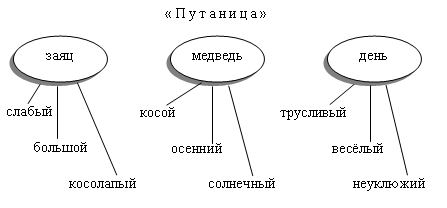 «Путаница»
заяц медведь день
слабый косой трусливый
большой осенний весёлый
косолапый солнечный неуклюжий